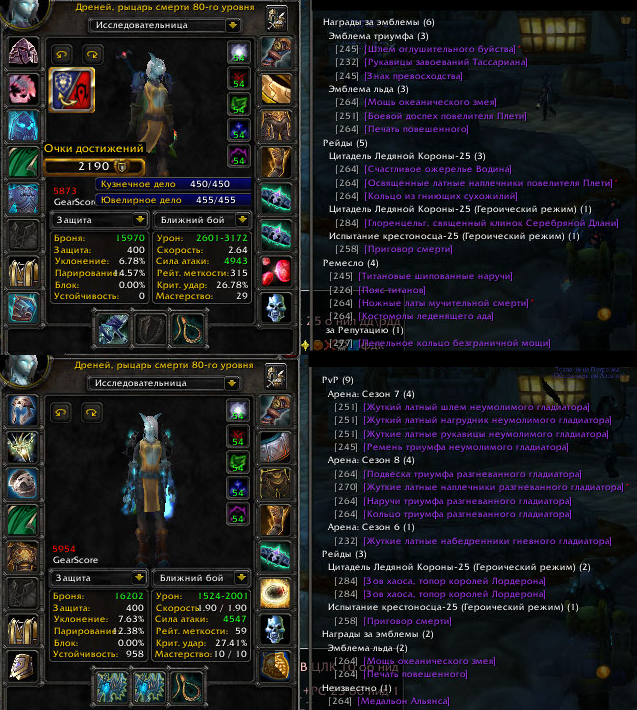 Дреней, рыцарь смерти 80-го уровня
Исследовательница
54
54
54
54
54
Очки достижений
2190
5873
GearScore
Кузнечное дело 450/450
Ювелирное дело 455/455
Защита
Ближний бой
Броня: 15970
Защита: 400
Уклонение: 6.78%
Парирование: 14.57%
Блок: 0.00%
Устойчивость: 0
Урон: 2601-3172
Скорость: 2.64
Сила атаки: 4943
Рейт. меткости: 315
Крит. удар: 26.78%
Мастерство: 29
Награды за эмблемы (6)
Эмблема триумфа (3)
[245] [Шлем оглушительного буйства]
[232] [Рукавицы завоеваний Тассариана]
[245] [Знак превосходства]
Эмблема льда (3)
[264] [Мощь океанического змея]
[251] [Боевой доспех повелителя Плети]
[264] [Печать повешенного]
Рейды (5)
Цитадель Ледяной Короны-25 (3)
[264] [Счастливое ожерелье Водина]
[264] [Освященные латные наплечники повелителя Плети]
[264] [Кольцо из гниющих сухожилий]
Цитадель Ледяной Короны-25 (Героический режим) (1)
[284] [Глоренцельг, священный клинок Серебряной Длани]
Испытание крестоносца-25 (Героический режим) (1)
[258] [Приговор смерти]
Ремесло (4)
[245] [Титановые шипованные наручи]
[226] [Пояс титанов]
[264] [Ножные латы мучительной смерти]
[264] [Костомолы леденящего ада]
за Репутацию (1)
[277] [Пепельное кольцо безграничной мощи]
Дреней, рыцарь смерти 80-го уровня
Исследовательница
54
54
54
54
5954
GearScore
Защита
Ближний бой
Броня: 16202
Защита: 400
Уклонение: 7.63%
Парирование: 12.38%
Блок: 0.00%
Устойчивость: 958
Урон: 1524-2001
Скорость: 1.90 / 1.90
Сила атаки: 4547
Рейт. меткости: 59
Крит. удар: 27.41%
Мастерство: 10 / 10
PvP (9)
Арена: Сезон 7 (4)
[251] [Жуткий латный шлем неумолимого гладиатора]
[251] [Жуткий латный нагрудник неумолимого гладиатора]
[251] [Жуткие латные рукавицы неумолимого гладиатора]
[245] [Ремень триумфа неумолимого гладиатора]
Арена: Сезон 8 (4)
[264] [Подвеска триумфа разгневанного гладиатора]
[270] [Жуткие латные наплечники разгневанного гладиатора]
[264] [Наручи триумфа разгневанного гладиатора]
[264] [Кольцо триумфа разгневанного гладиатора]
Арена: Сезон 6 (1)
[232] [Жуткие латные набедренники гневного гладиатора]
Рейды (3)
Цитадель Ледяной Короны-25 (Героический режим) (2)
[284] [Зов хаоса, топор королей Лордерона]
[284] [Зов хаоса, топор королей Лордерона]
Испытание крестоносца-25 (Героический режим) (1)
[258] [Приговор смерти]
Награды за эмблемы (2)
Эмблема льда (2)
[264] [Мощь океанического змея]
[264] [Печать повешенного]
Неизвестно (1)
[264] [Медальон Альянса]